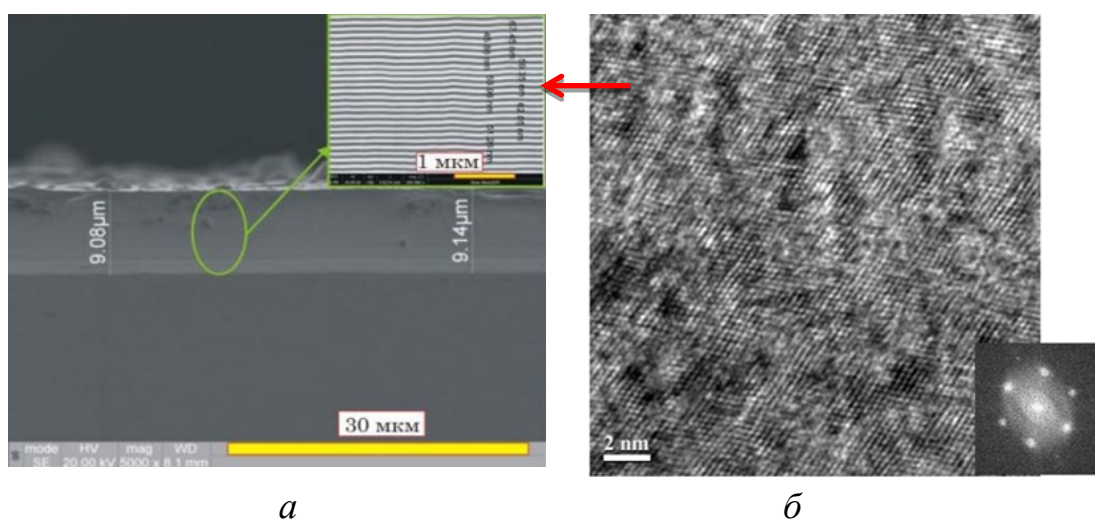 1 мкм
9.08µm
9.14µm
30 мкм
mode HV mag WD
SE 20.00 kV 5000 x 8.1 mm
2 nm
а
б